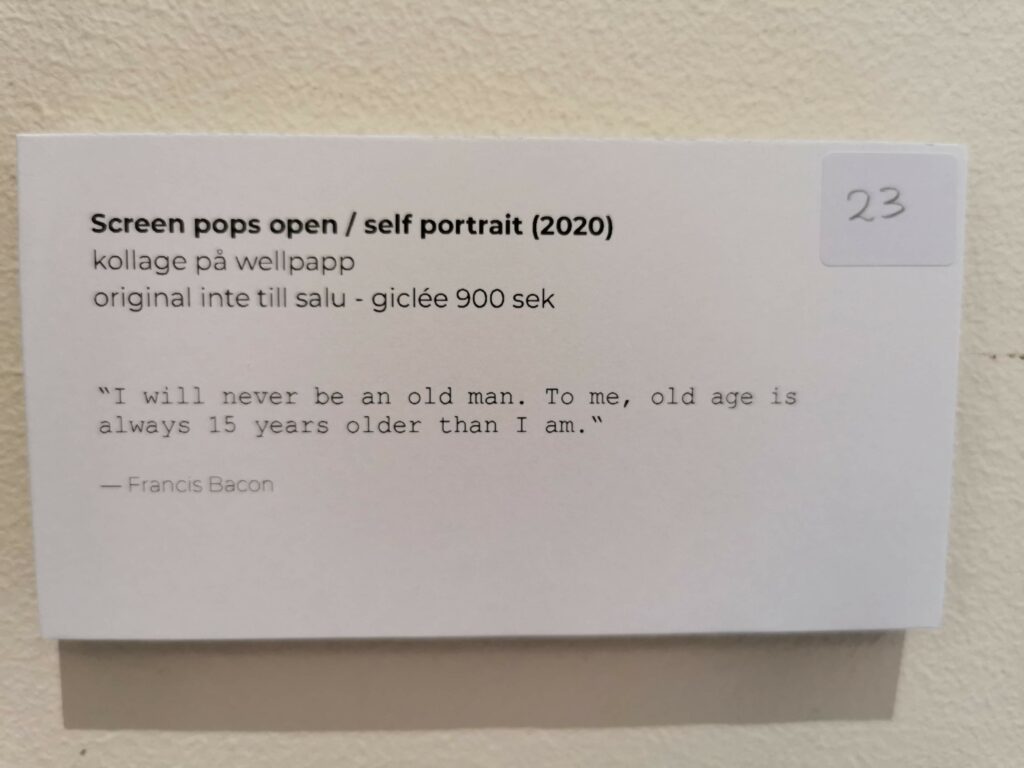 23
Screen pops open / self portrait (2020)
kollage på wellpapp
original inte till salu - giclée 900 sek
“I will never be an old man. To me, old age is
always 15 years older than I am.“
— Francis Bacon